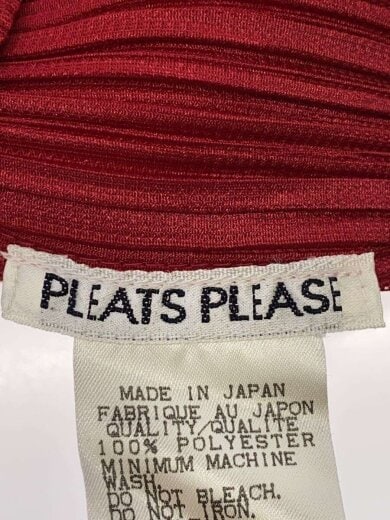 PLEATS PLEASE
MADE IN JAPAN
FABRIQUE AU JAPON
QUALITY/QUALITE
100% POLYESTER
MINIMUM MACHINE
WASH.
DO NOT BLEACH.
DO NOT IRON.